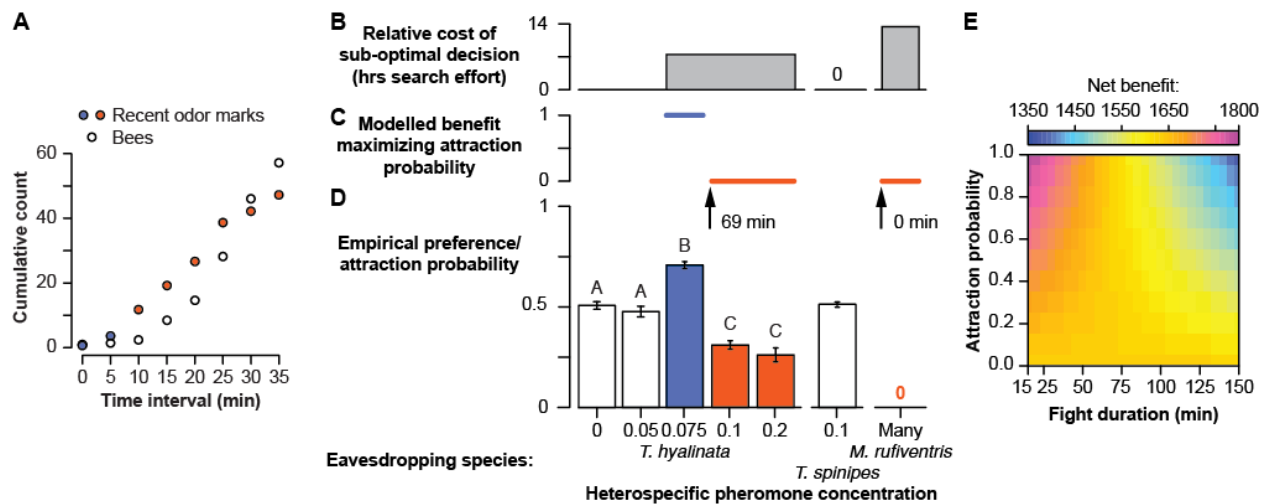 A
Recent odor marks
Bees
60
40
20
0
Cumulative count
0 5 10 15 20 25 30 35
Time interval (min)
B
Relative cost of
sub-optimal decision
(hrs search effort)
14
0
0
C
Modelled benefit
maximizing attraction
probability
1
0
69 min
0 min
D
Empirical preference/
attraction probability
1
0.5
0
A A B C C
0
0 0.05 0.075 0.1 0.2 0.1 Many
Eavesdropping species:
T. hyalinata
M. rufiventris
T. spinipes
Heterospecific pheromone concentration
E
Net benefit:
1350 1450 1550 1650 1800
1.0
0.8
0.6
0.4
0.2
0.0
Attraction probability
15 25 50 75 100 125 150
Fight duration (min)